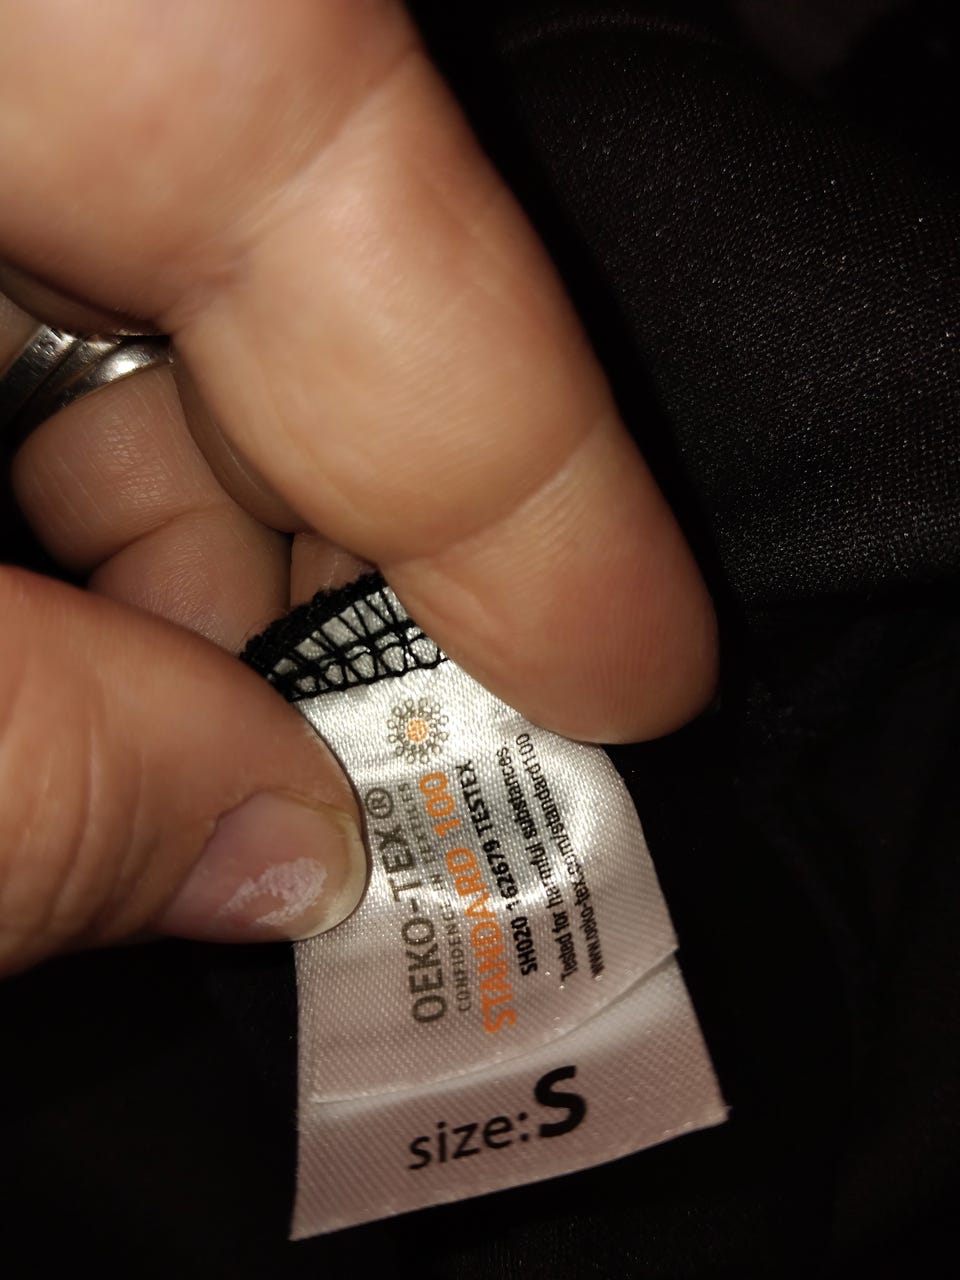 OEKO-TEX®
CONFIDENCE IN TEXTILES
STANDARD 100
SH020 162679 TESTEX
Tested for harmful substances.
www.oeko-tex.com/standard100
size: S